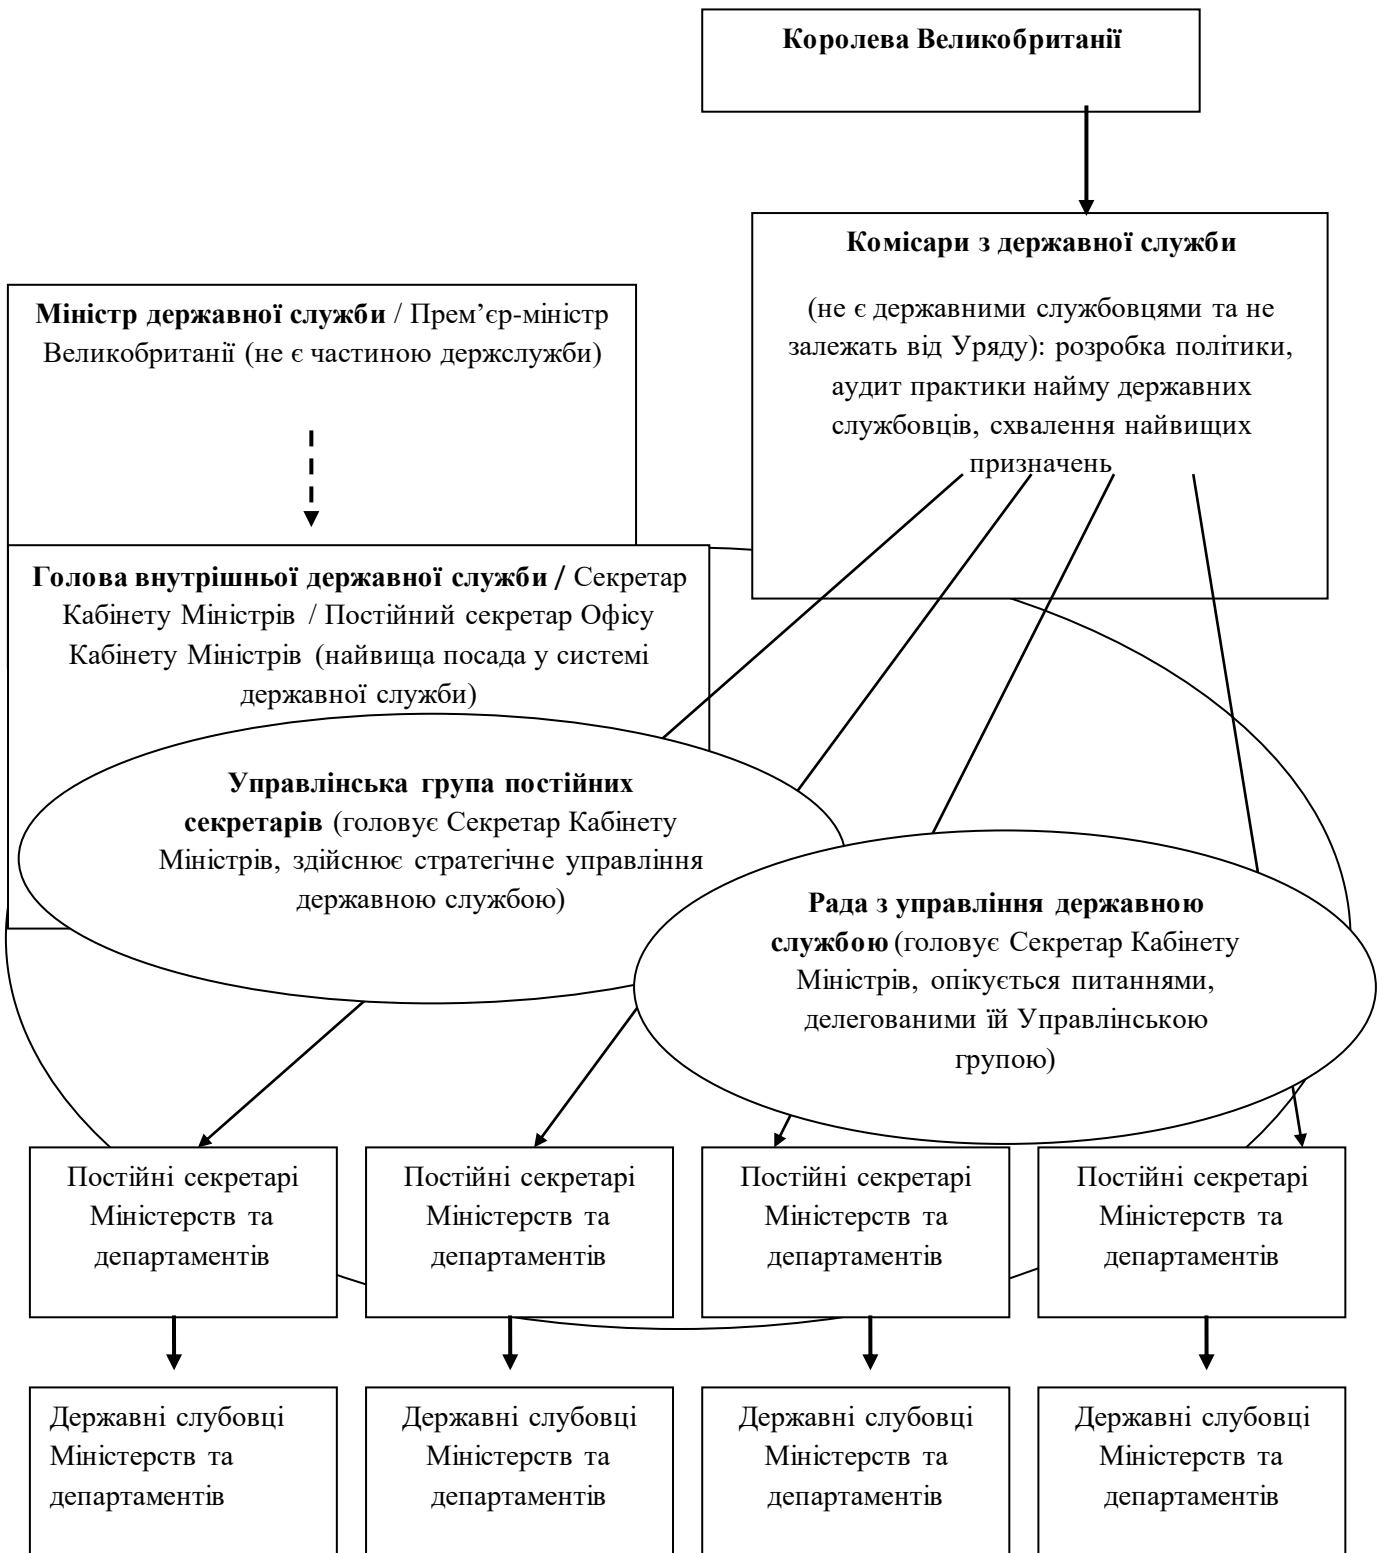 Королева Великобританії
Комісари з державної служби
(не є державними службовцями та не
залежать від Уряду): розробка політики,
аудит практики найму державних
службовців, схвалення найвищих
призначень
Міністр державної служби / Прем’єр-міністр
Великобританії (не є частиною держслужби)
Голова внутрішньої державної служби / Секретар
Кабінету Міністрів / Постійний секретар Офісу
Кабінету Міністрів (найвища посада у системі
державної служби)
Управлінська група постійних
секретарів (головує Секретар Кабінету
Міністрів, здійснює стратегічне управління
державною службою)
Рада з управління державною
службою (головує Секретар Кабінету
Міністрів, опікується питаннями,
делегованими їй Управлінською
групою)
Постійні секретарі
Міністерств та
департаментів
Постійні секретарі
Міністерств та
департаментів
Постійні секретарі
Міністерств та
департаментів
Постійні секретарі
Міністерств та
департаментів
Державні слубовці
Міністерств та
департаментів
Державні слубовці
Міністерств та
департаментів
Державні слубовці
Міністерств та
департаментів
Державні слубовці
Міністерств та
департаментів